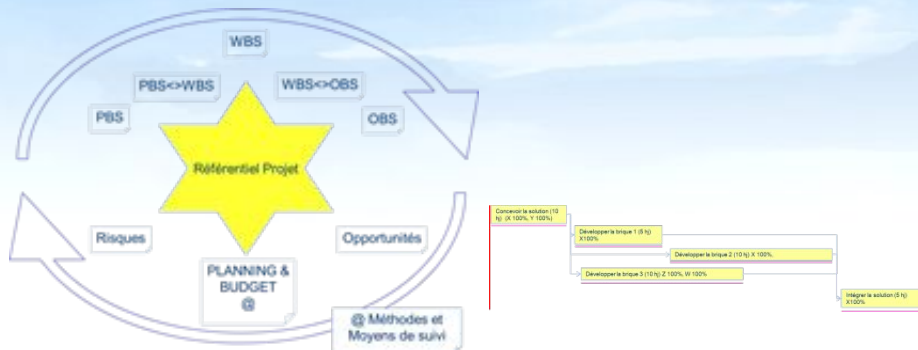 WBS
PBS<>WBS
WBS<>OBS
PBS
OBS
Référentiel Projet
Risques
Opportunités
PLANNING &
BUDGET
@
@ Méthodes et
Moyens de suivi
Concevoir la solution (10
hj) (X 100%, Y 100%)
Développer la brique 1 (5 hj)
X100%
Développer la brique 2 (10 hj) X 100%,
Développer la brique 3 (10 hj) Z 100%, W 100%
Intégrer la solution (5 hj)
X100%